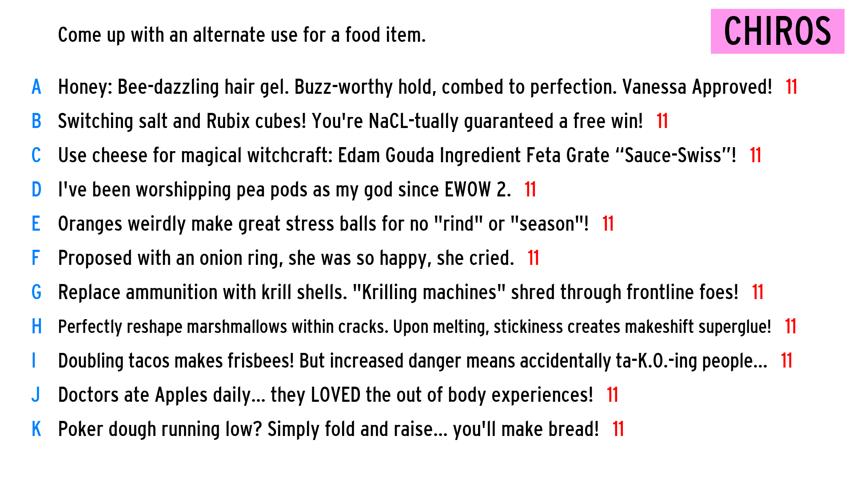 Come up with an alternate use for a food item.
CHIROS
A Honey: Bee-dazzling hair gel. Buzz-worthy hold, combed to perfection. Vanessa Approved! 11
B Switching salt and Rubix cubes! You're NaCL-tually guaranteed a free win! 11
C Use cheese for magical witchcraft: Edam Gouda Ingredient Feta Grate “Sauce-Swiss”! 11
D I've been worshipping pea pods as my god since EWOW 2. 11
E Oranges weirdly make great stress balls for no "rind" or "season"! 11
F Proposed with an onion ring, she was so happy, she cried. 11
G Replace ammunition with krill shells. "Krilling machines" shred through frontline foes! 11
H Perfectly reshape marshmallows within cracks. Upon melting, stickiness creates makeshift superglue! 11
I Doubling tacos makes frisbees! But increased danger means accidentally ta-K.O.-ing people... 11
J Doctors ate Apples daily... they LOVED the out of body experiences! 11
K Poker dough running low? Simply fold and raise... you'll make bread! 11